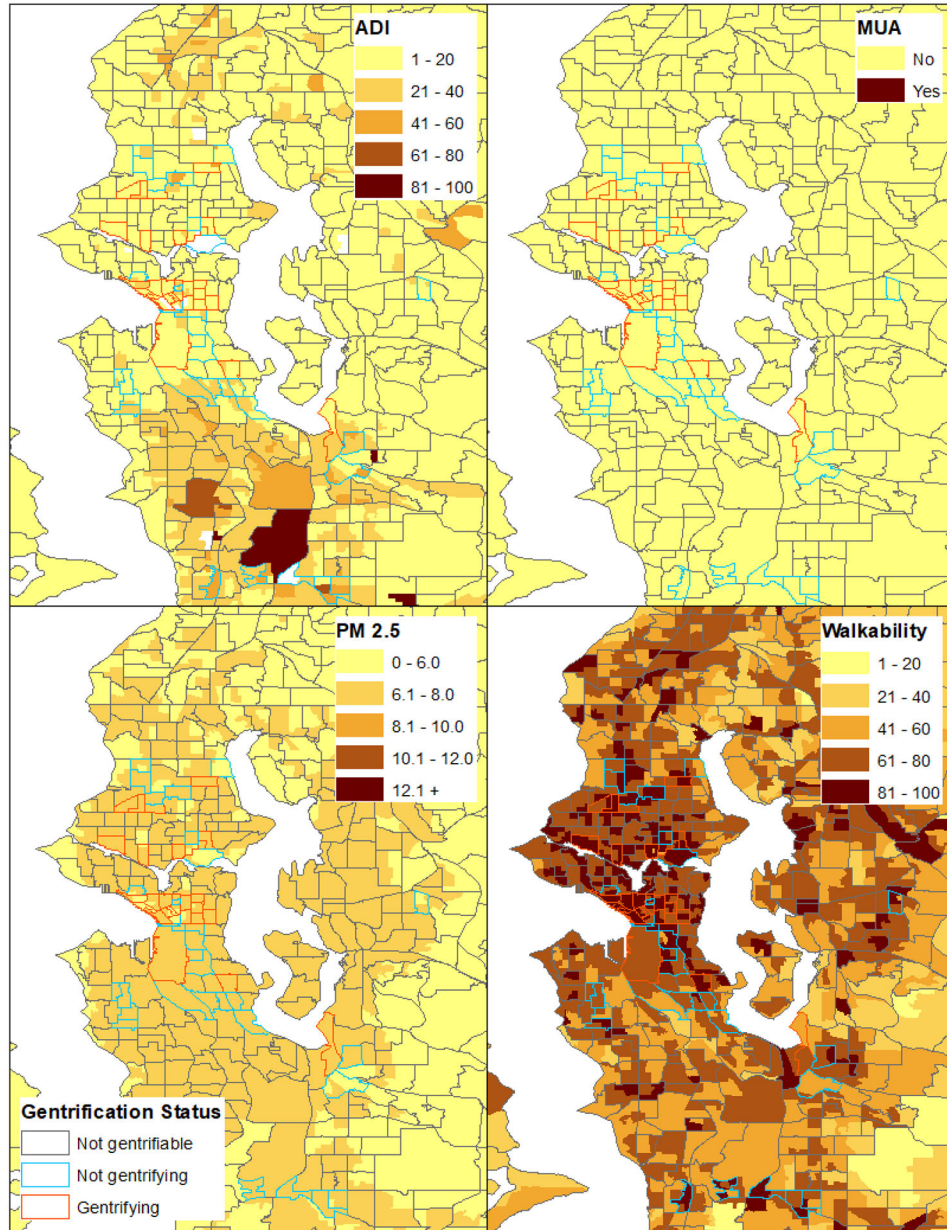 ADI
1 - 20
21 - 40
41 - 60
61 - 80
81 - 100
MUA
No
Yes
PM 2.5
0 - 6.0
6.1 - 8.0
8.1 - 10.0
10.1 - 12.0
12.1 +
Walkability
1 - 20
21 - 40
41 - 60
61 - 80
81 - 100
Gentrification Status
Not gentrifiable
Not gentrifying
Gentrifying